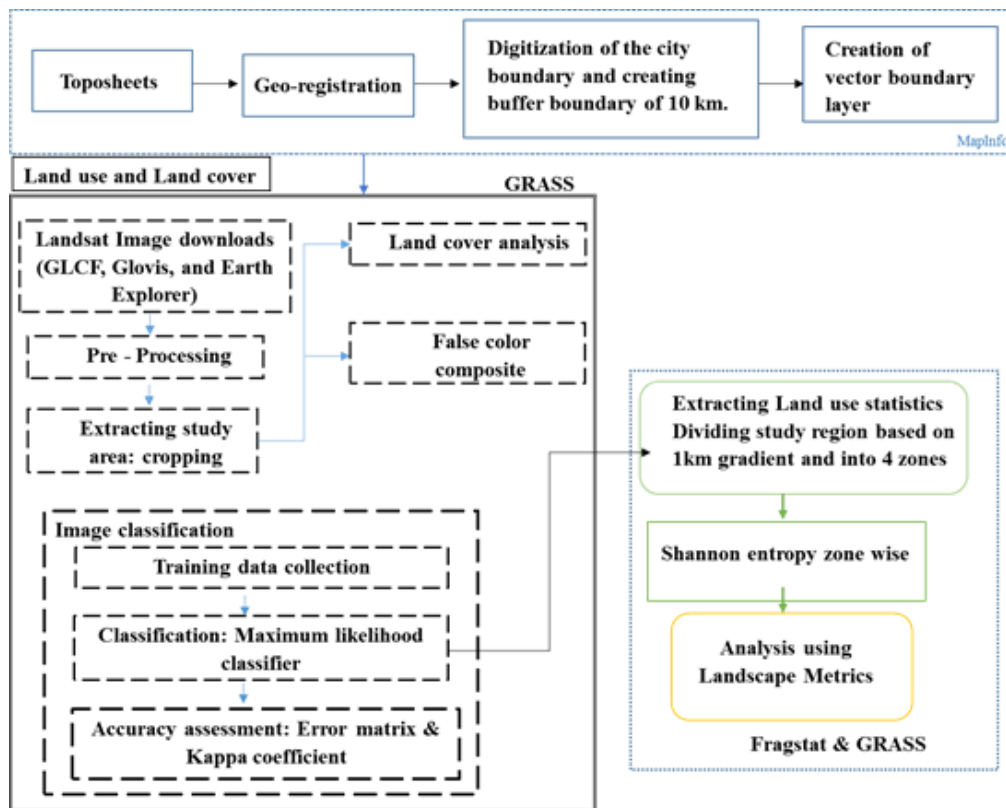 Toposheets
Geo-registration
Digitization of the city
boundary and creating
buffer boundary of 10 km.
Creation of
vector boundary
layer
MapInfo
Land use and Land cover
GRASS
Landsat Image downloads
(GLCF, Glovis, and Earth
Explorer)
Pre - Processing
Extracting study
area: cropping
Land cover analysis
False color
composite
Image classification
Training data collection
Classification: Maximum likelihood
classifier
Accuracy assessment: Error matrix &
Kappa coefficient
Extracting Land use statistics
Dividing study region based on
1km gradient and into 4 zones
Shannon entropy zone wise
Analysis using
Landscape Metrics
Fragstat & GRASS